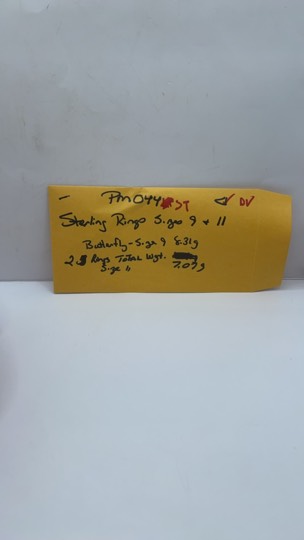 - PM044 ST DV
Sterling Rings Sizes 9 + 11
Butterfly - Size 9 8.31g
2 Rings Total Wgt. 7.07g
Size 11